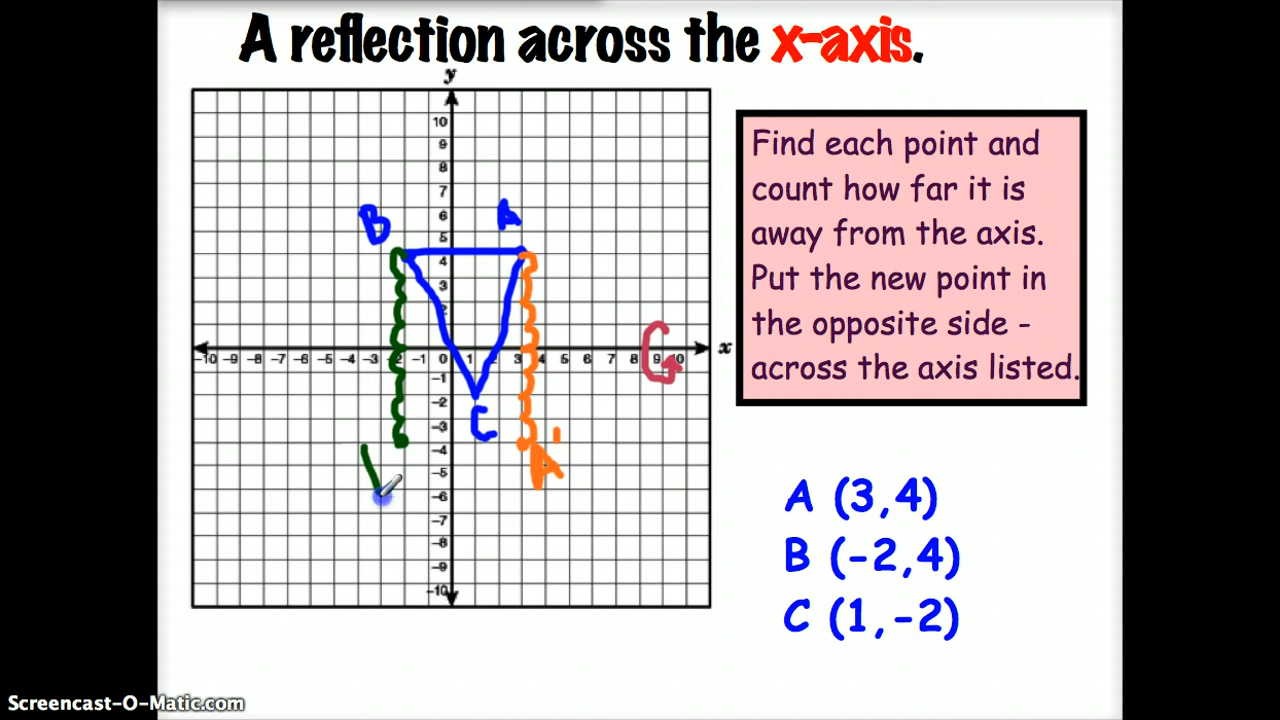 A reflection across the x-axis.
y
10
9
8
7
6
5
4
3
2
-10 -9 -8 -7 -6 -5 -4 -3 -2 -1 0 1 2 3 4 5 6 7 8 9 10 x
-1
-2
-3
-4
-5
-6
-7
-8
-9
-10
B
A
C
A'
G
Find each point and
count how far it is
away from the axis.
Put the new point in
the opposite side -
across the axis listed.
A (3,4)
B (-2,4)
C (1,-2)
Screencast-O-Matic.com